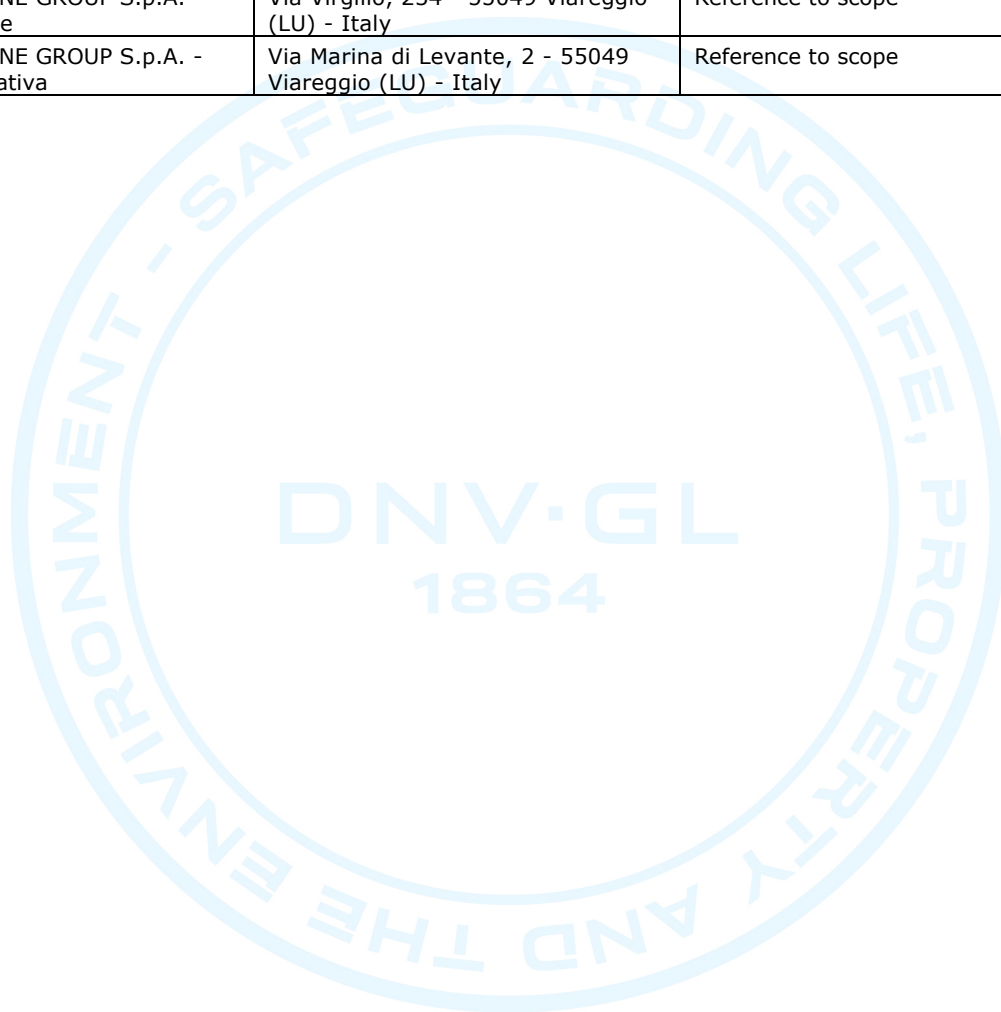 NE GROUP S.p.A.
e
Via Virgilio, 234 - 55049 Viareggio
(LU) - Italy
Reference to scope
NE GROUP S.p.A. -
ativa
Via Marina di Levante, 2 - 55049
Viareggio (LU) - Italy
Reference to scope
SAFEGUARDING LIFE, PROPERTY AND THE ENVIRONMENT -
DNV·GL
1864